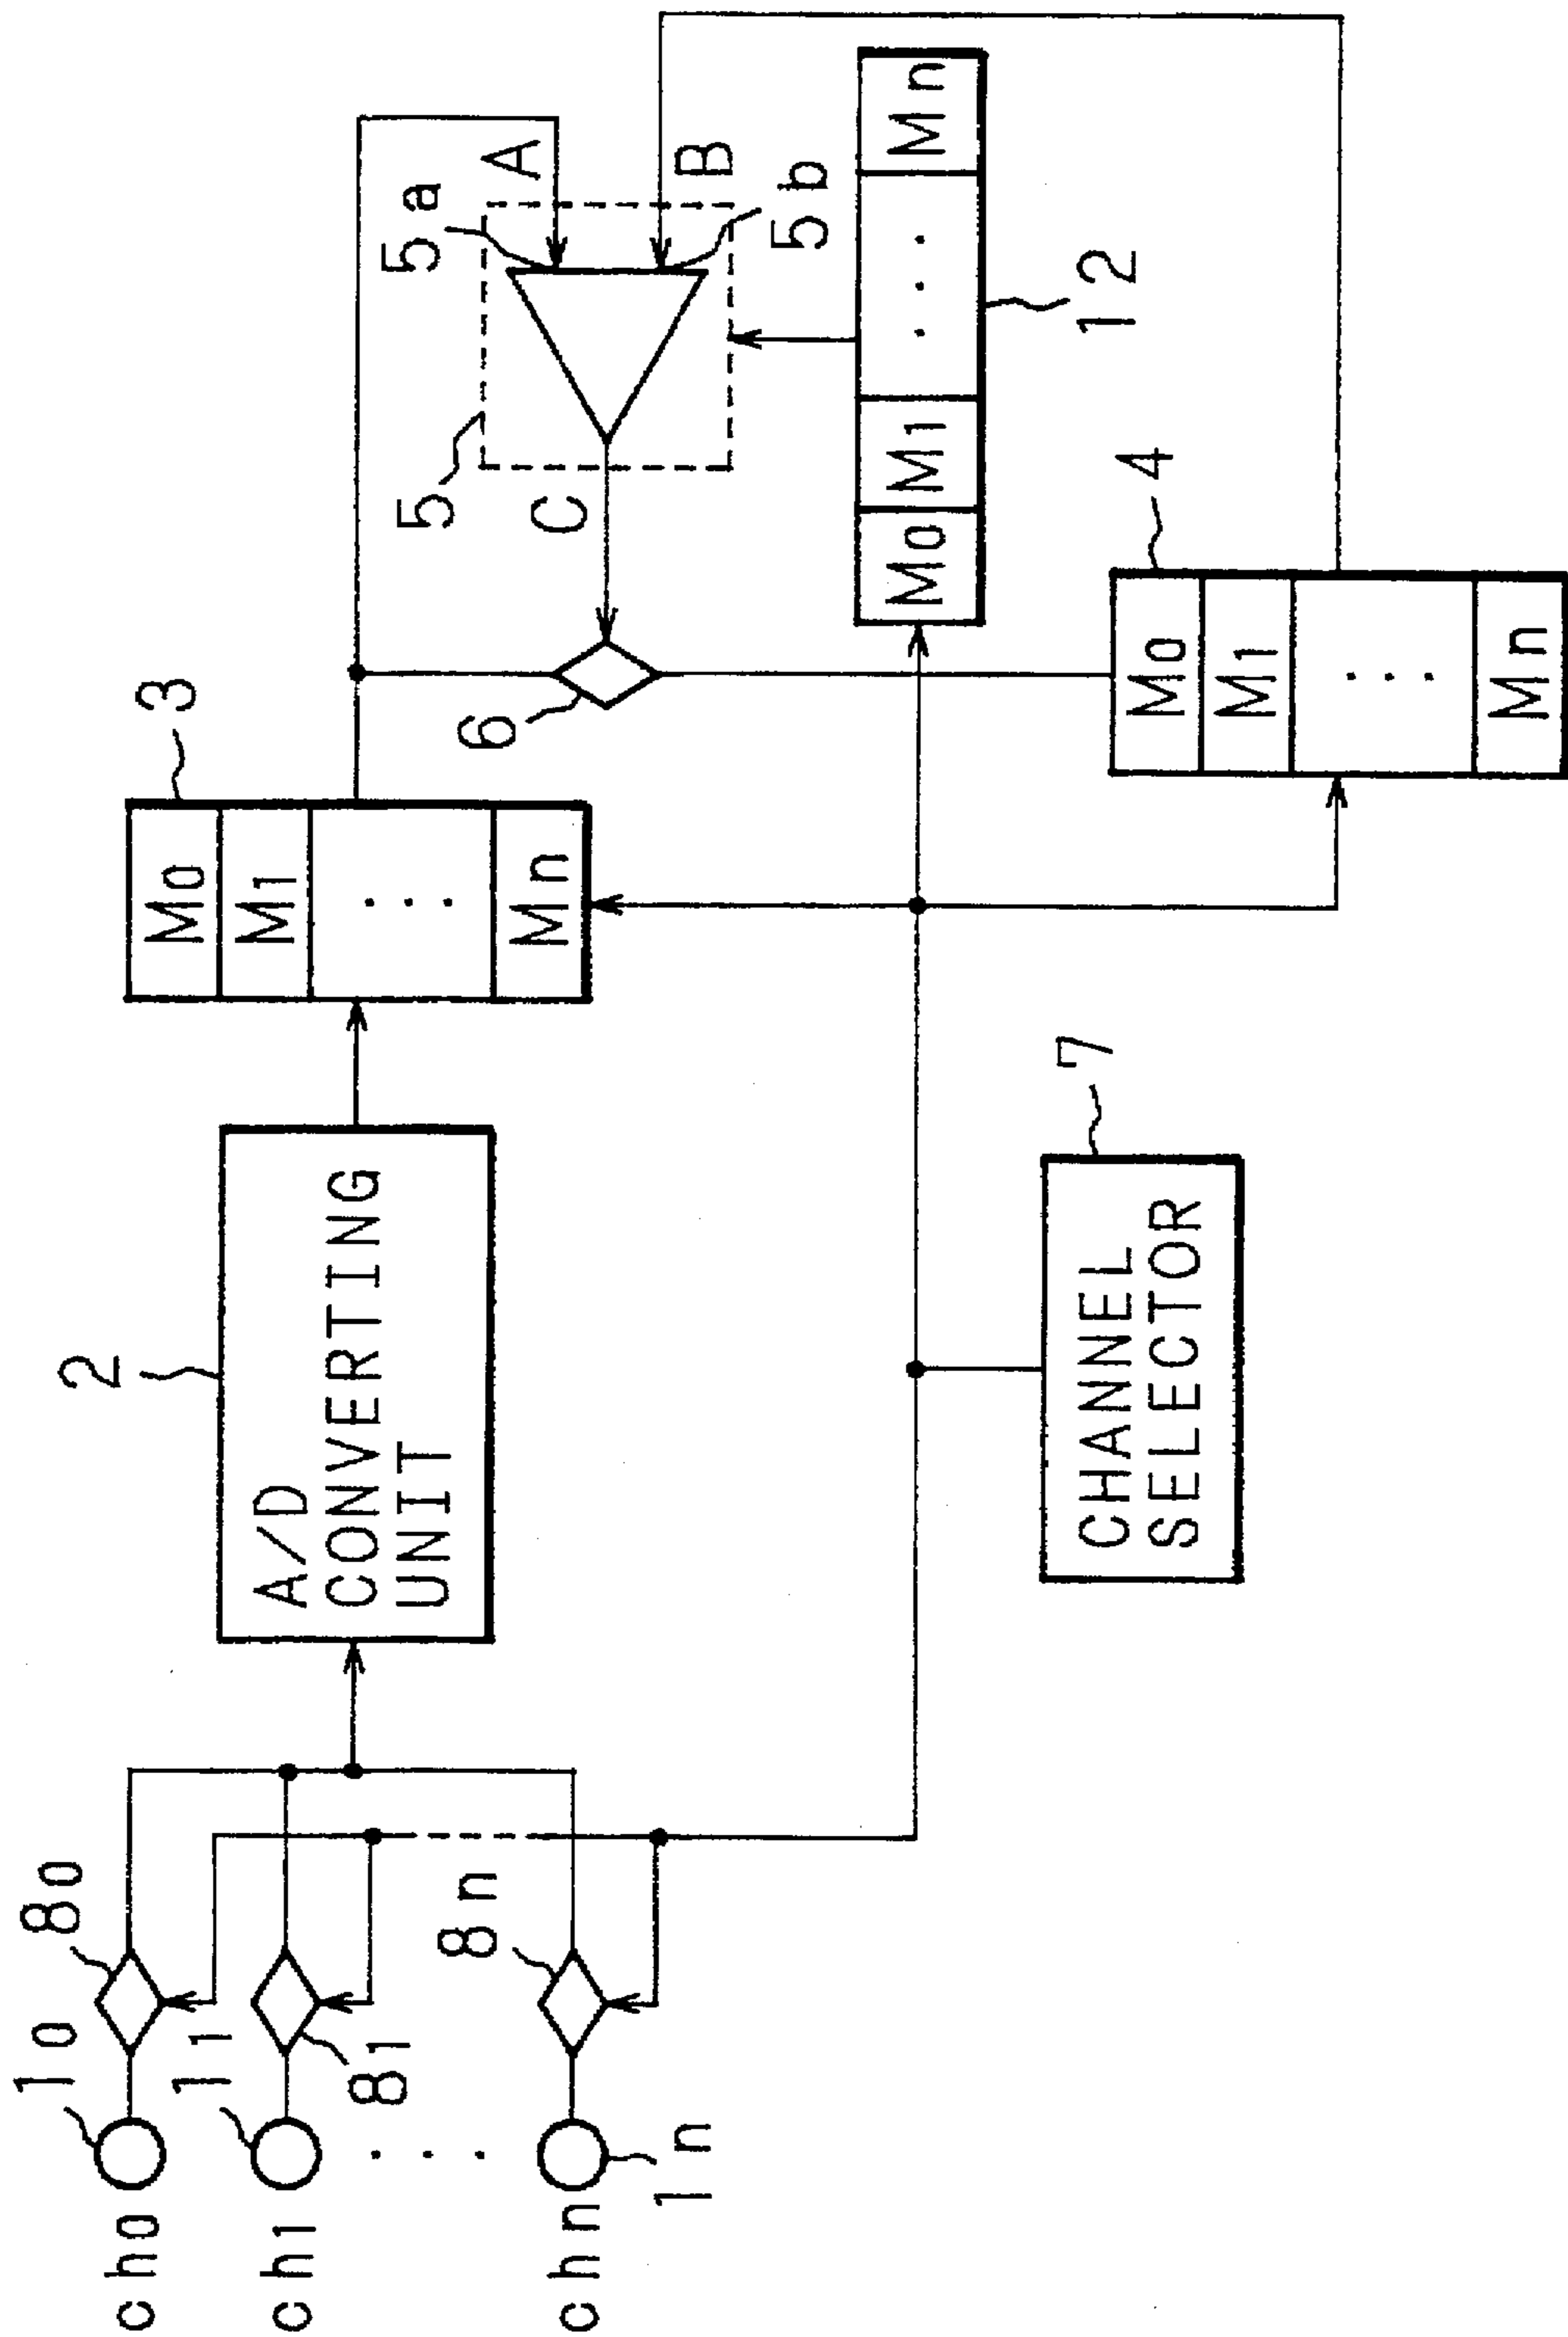 ch0
ch1
chn
10
11
1n
80
81
8n
2
A/D
CONVERTING
UNIT
3
M0
M1
...
Mn
7
CHANNEL
SELECTOR
6
5
C
5a
A
B
5b
M0
M1
...
Mn
12
4
M0
M1
...
Mn